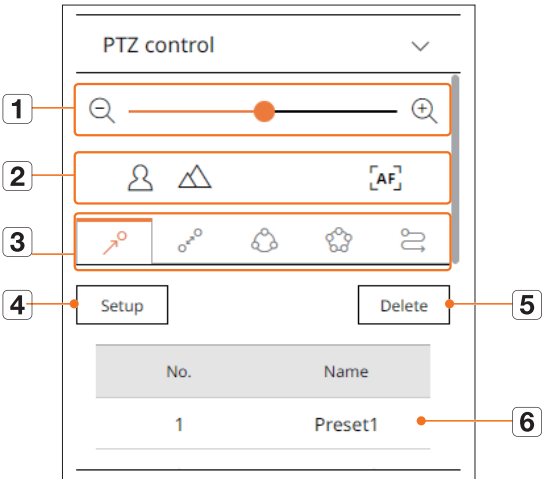 PTZ control
1
2
AF
3
4 Setup Delete 5
No. Name
1 Preset1 6